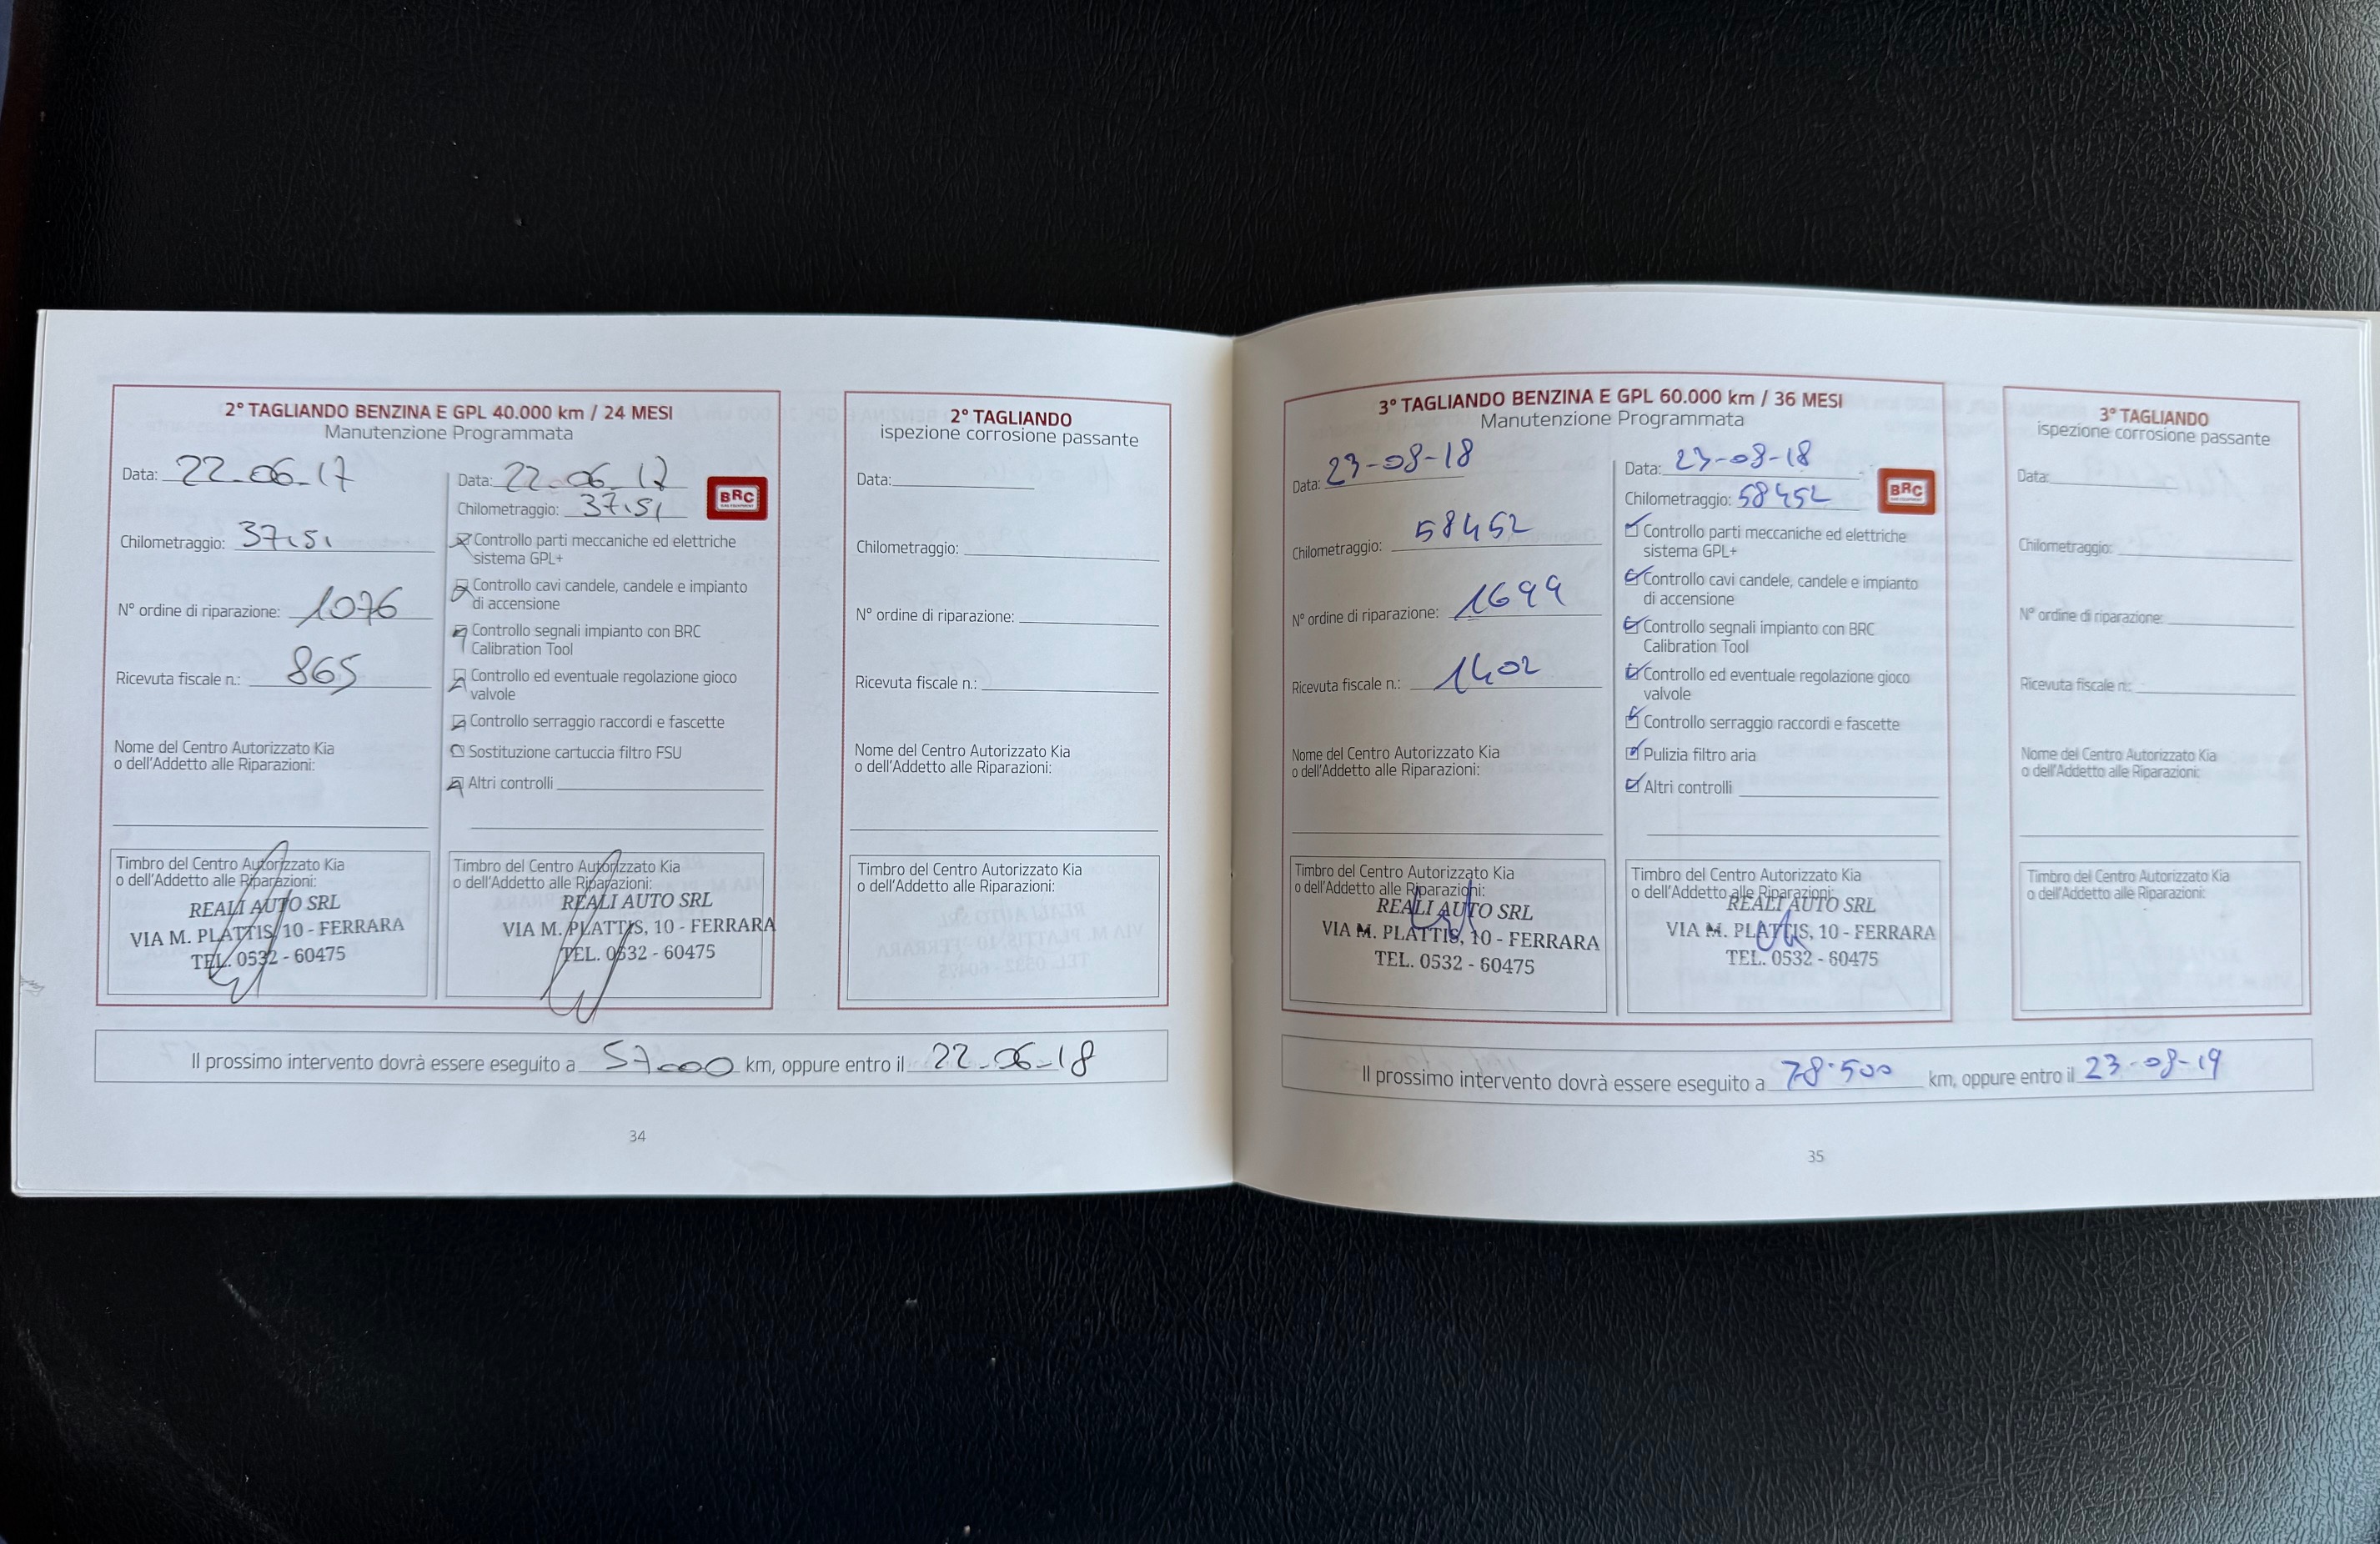 2° TAGLIANDO BENZINA E GPL 40.000 km / 24 MESI
Manutenzione Programmata
Data: 22-06-17
Chilometraggio:
N° ordine di riparazione: 1076
Ricevuta fiscale n.: 865
Nome del Centro Autorizzato Kia
o dell'Addetto alle Riparazioni:
Timbro del Centro Autorizzato Kia
o dell'Addetto alle Riparazioni:
REALI AUTO SRL
VIA M. PLATTIS, 10 - FERRARA
TEL. 0532 - 60475
Data: 22-06-17
Chilometraggio:
BRC
Controllo parti meccaniche ed elettriche
sistema GPL+
Controllo cavi candele, candele e impianto
di accensione
Controllo segnali impianto con BRC
Calibration Tool
Controllo ed eventuale regolazione gioco
valvole
Controllo serraggio raccordi e fascette
Sostituzione cartuccia filtro FSU
Altri controlli
Timbro del Centro Autorizzato Kia
o dell'Addetto alle Riparazioni:
REALI AUTO SRL
VIA M. PLATTIS, 10 - FERRARA
TEL. 0532 - 60475
2° TAGLIANDO
ispezione corrosione passante
Data:
Chilometraggio:
N° ordine di riparazione:
Ricevuta fiscale n.:
Nome del Centro Autorizzato Kia
o dell'Addetto alle Riparazioni:
Timbro del Centro Autorizzato Kia
o dell'Addetto alle Riparazioni:
Il prossimo intervento dovrà essere eseguito a 57000 km, oppure entro il 22-06-18
34
3° TAGLIANDO BENZINA E GPL 60.000 km / 36 MESI
Manutenzione Programmata
Data: 23-08-18
Chilometraggio: 58452
N° ordine di riparazione: 1699
Ricevuta fiscale n.: 1402
Nome del Centro Autorizzato Kia
o dell'Addetto alle Riparazioni:
Timbro del Centro Autorizzato Kia
o dell'Addetto alle Riparazioni:
REALI AUTO SRL
VIA M. PLATTIS, 10 - FERRARA
TEL. 0532 - 60475
Data: 23-08-18
Chilometraggio: 58452
BRC
Controllo parti meccaniche ed elettriche
sistema GPL+
Controllo cavi candele, candele e impianto
di accensione
Controllo segnali impianto con BRC
Calibration Tool
Controllo ed eventuale regolazione gioco
valvole
Controllo serraggio raccordi e fascette
Pulizia filtro aria
Altri controlli
Timbro del Centro Autorizzato Kia
o dell'Addetto alle Riparazioni:
REALI AUTO SRL
VIA M. PLATTIS, 10 - FERRARA
TEL. 0532 - 60475
3° TAGLIANDO
ispezione corrosione passante
Data:
Chilometraggio:
N° ordine di riparazione:
Ricevuta fiscale n.:
Nome del Centro Autorizzato Kia
o dell'Addetto alle Riparazioni:
Timbro del Centro Autorizzato Kia
o dell'Addetto alle Riparazioni:
Il prossimo intervento dovrà essere eseguito a 78.500 km, oppure entro il 23-08-19
35